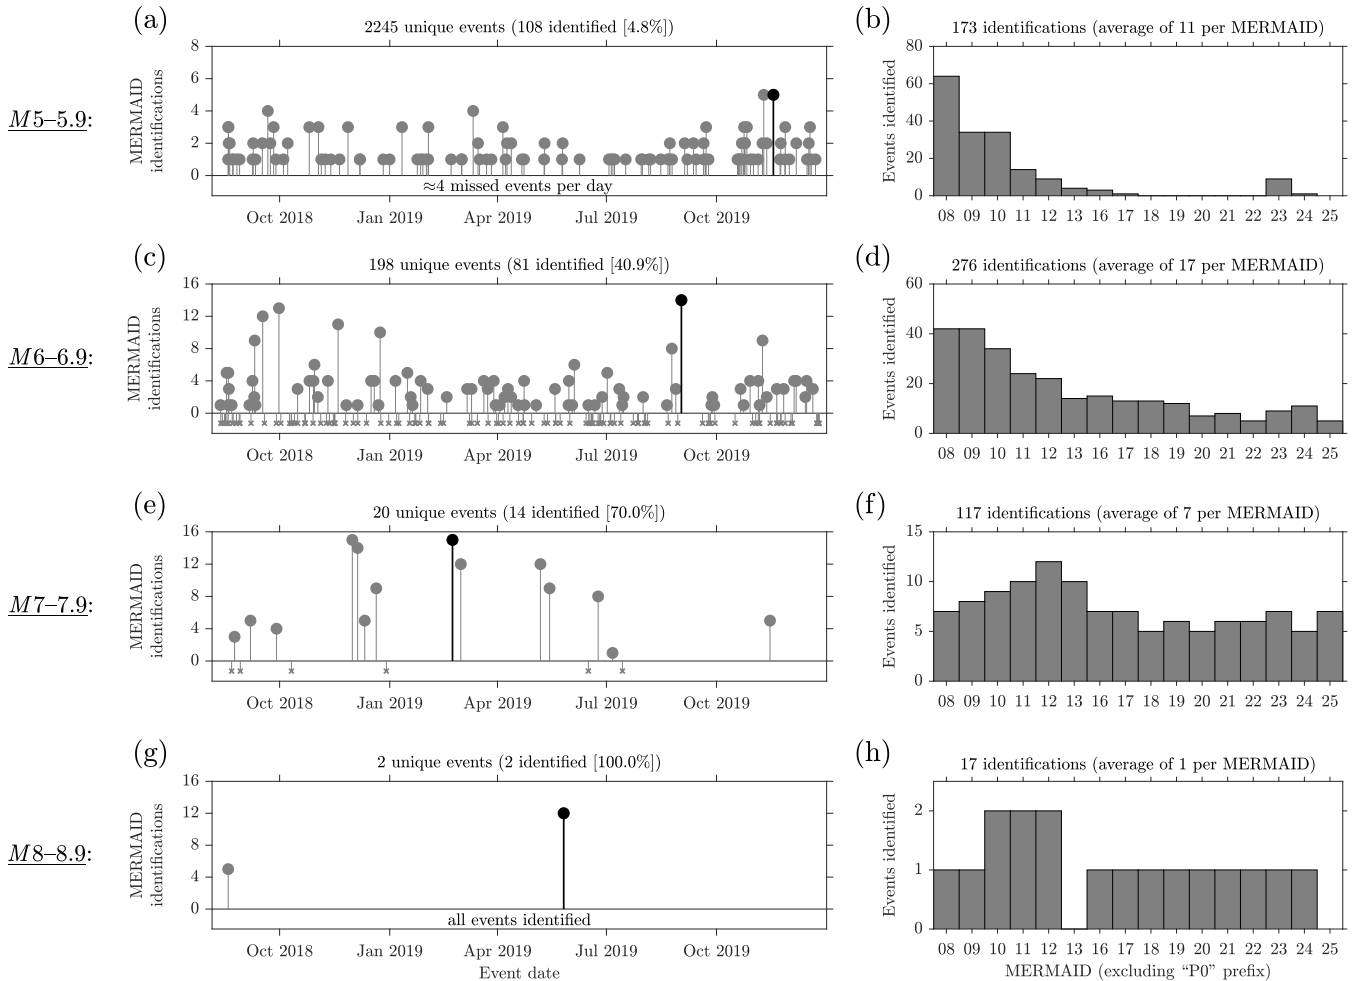 (a)
2245 unique events (108 identified [4.8%])
M5–5.9:
MERMAID
identifications
8
6
4
2
0
≈4 missed events per day
Oct 2018 Jan 2019 Apr 2019 Jul 2019 Oct 2019
(b)
173 identifications (average of 11 per MERMAID)
Events identified
80
60
40
20
0
08 09 10 11 12 13 16 17 18 19 20 21 22 23 24 25
(c)
198 unique events (81 identified [40.9%])
M6–6.9:
MERMAID
identifications
16
12
8
4
0
Oct 2018 Jan 2019 Apr 2019 Jul 2019 Oct 2019
(d)
276 identifications (average of 17 per MERMAID)
Events identified
60
40
20
0
08 09 10 11 12 13 16 17 18 19 20 21 22 23 24 25
(e)
20 unique events (14 identified [70.0%])
M7–7.9:
MERMAID
identifications
16
12
8
4
0
Oct 2018 Jan 2019 Apr 2019 Jul 2019 Oct 2019
(f)
117 identifications (average of 7 per MERMAID)
Events identified
15
10
5
0
08 09 10 11 12 13 16 17 18 19 20 21 22 23 24 25
(g)
2 unique events (2 identified [100.0%])
M8–8.9:
MERMAID
identifications
16
12
8
4
0
all events identified
Oct 2018 Jan 2019 Apr 2019 Jul 2019 Oct 2019
Event date
(h)
17 identifications (average of 1 per MERMAID)
Events identified
2
1
0
08 09 10 11 12 13 16 17 18 19 20 21 22 23 24 25
MERMAID (excluding “P0” prefix)